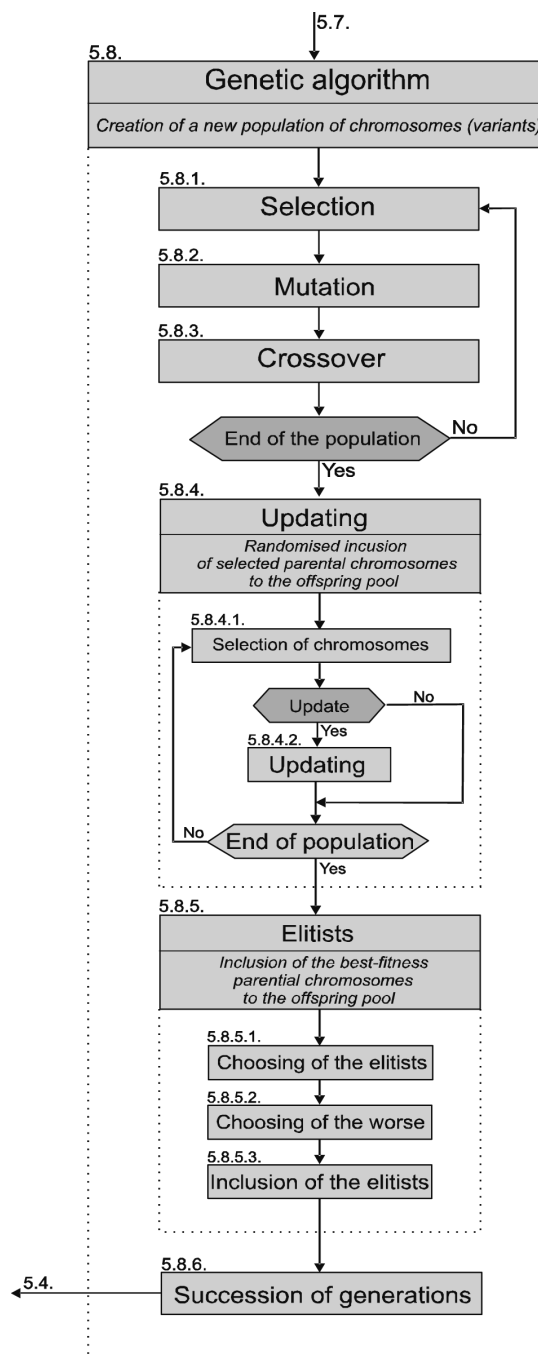 5.7.
5.8.
Genetic algorithm
Creation of a new population of chromosomes (variants)
5.8.1.
Selection
5.8.2.
Mutation
5.8.3.
Crossover
End of the population
No
Yes
5.8.4.
Updating
Randomised incusion
of selected parental chromosomes
to the offspring pool
5.8.4.1.
Selection of chromosomes
Update
No
Yes
5.8.4.2.
Updating
End of population
No
Yes
5.8.5.
Elitists
Inclusion of the best-fitness
parential chromosomes
to the offspring pool
5.8.5.1.
Choosing of the elitists
5.8.5.2.
Choosing of the worse
5.8.5.3.
Inclusion of the elitists
5.8.6.
Succession of generations
5.4.